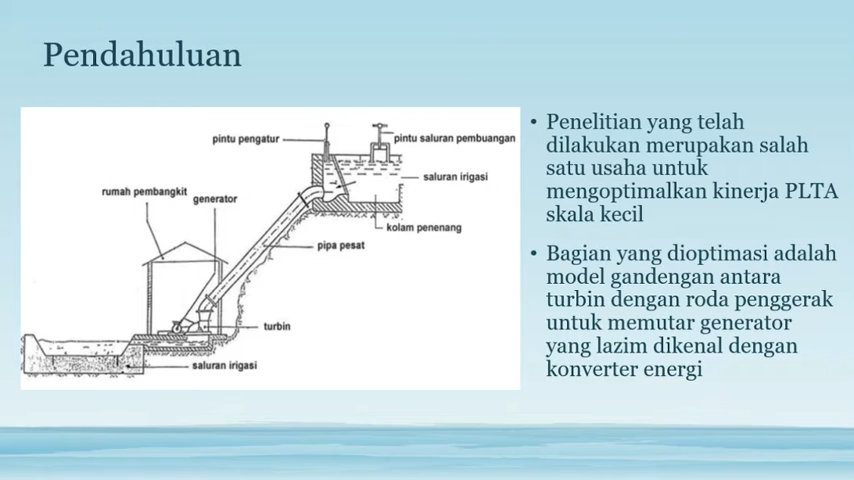 Pendahuluan
pintu pengatur
pintu saluran pembuangan
saluran irigasi
rumah pembangkit
generator
kolam penenang
pipa pesat
turbin
saluran irigasi
• Penelitian yang telah
dilakukan merupakan salah
satu usaha untuk
mengoptimalkan kinerja PLTA
skala kecil
• Bagian yang dioptimasi adalah
model gandengan antara
turbin dengan roda penggerak
untuk memutar generator
yang lazim dikenal dengan
konverter energi